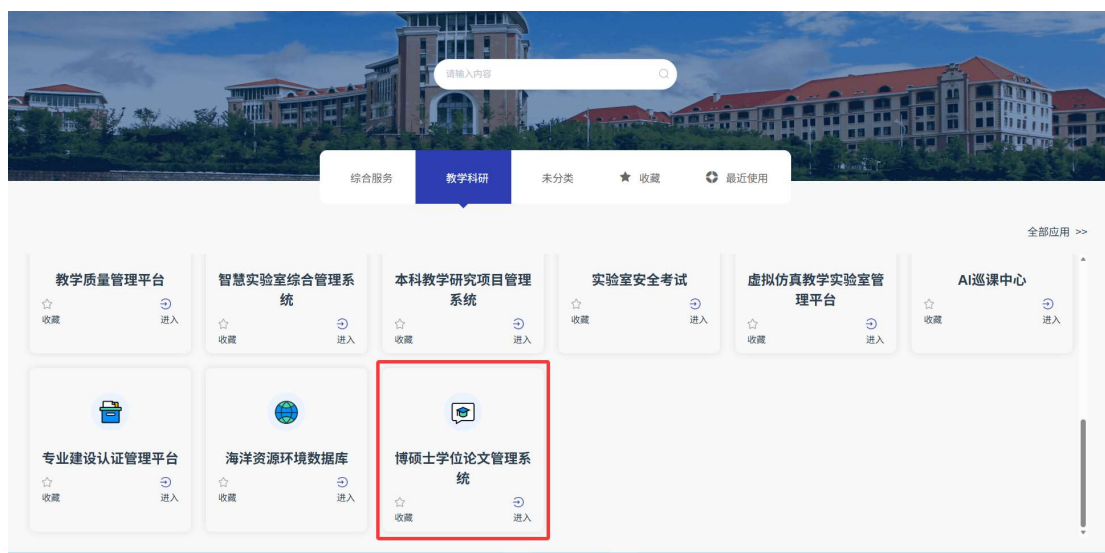 请输入内容
综合服务 教学科研 未分类 收藏 最近使用
全部应用 >>
教学质量管理平台
收藏 进入
智慧实验室综合管理系
统
收藏 进入
本科教学研究项目管理
系统
收藏 进入
实验室安全考试
收藏 进入
虚拟仿真教学实验室管
理平台
收藏 进入
AI巡课中心
收藏 进入
专业建设认证管理平台
收藏 进入
海洋资源环境数据库
收藏 进入
博硕士学位论文管理系
统
收藏 进入